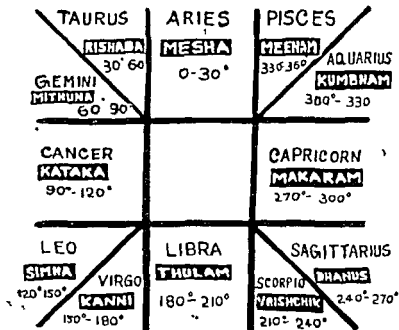 TAURUS
RISHABA
30° 60
ARIES
MESHA
0-30°
PISCES
MEENAM
330-360°
AQUARIUS
KUMBHAM
300°-330
GEMINI
MITHUNA
60° 90°
CANCER
KATAKA
90°-120°
CAPRICORN
MAKARAM
270°- 300°
LEO
SIMHA
120°150°
VIRGO
KANNI
150°-180°
LIBRA
THULAM
180°-210°
SCORPIO
VRISHCHIK
210°-240°
SAGITTARIUS
DHANUS
240°-270°